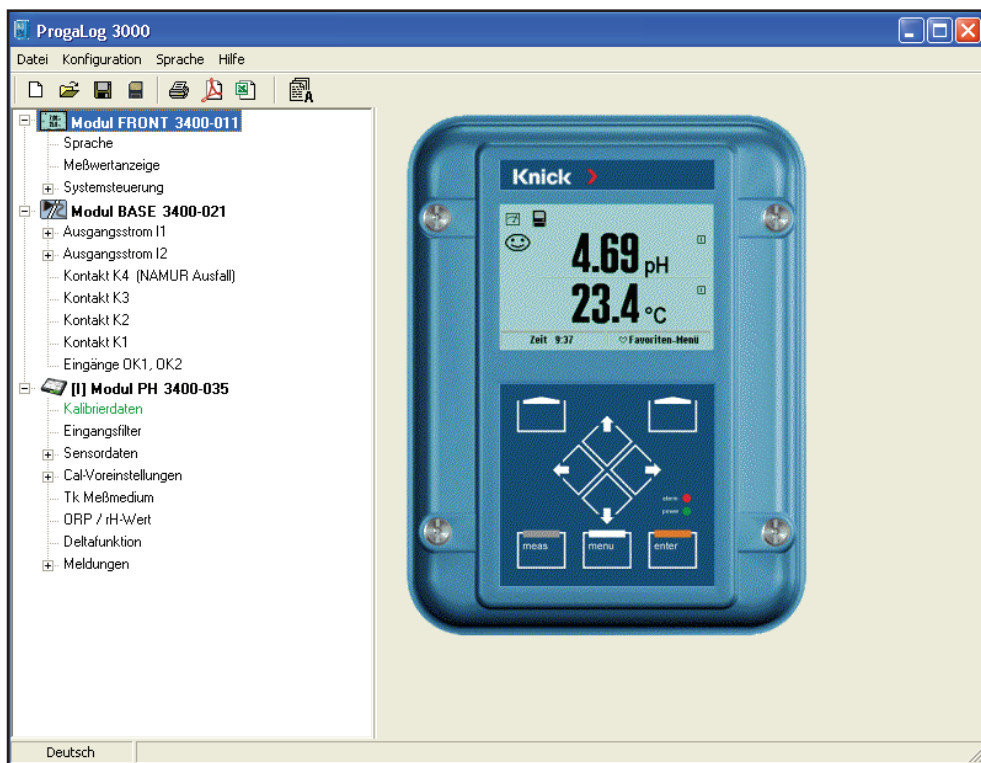 ProgaLog 3000
Datei Konfiguration Sprache Hilfe
Modul FRONT 3400-011
Sprache
Meßwertanzeige
Systemsteuerung
Modul BASE 3400-021
Ausgangsstrom I1
Ausgangsstrom I2
Kontakt K4 (NAMUR Ausfall)
Kontakt K3
Kontakt K2
Kontakt K1
Eingänge OK1, OK2
[I] Modul PH 3400-035
Kalibrierdaten
Eingangsfilter
Sensordaten
Cal-Voreinstellungen
Tk Meßmedium
ORP / rH-Wert
Deltafunktion
Meldungen
Knick
4.69 pH
23.4 °C
Zeit 9:37 Favoriten-Menü
alarm
power
meas menu enter
Deutsch